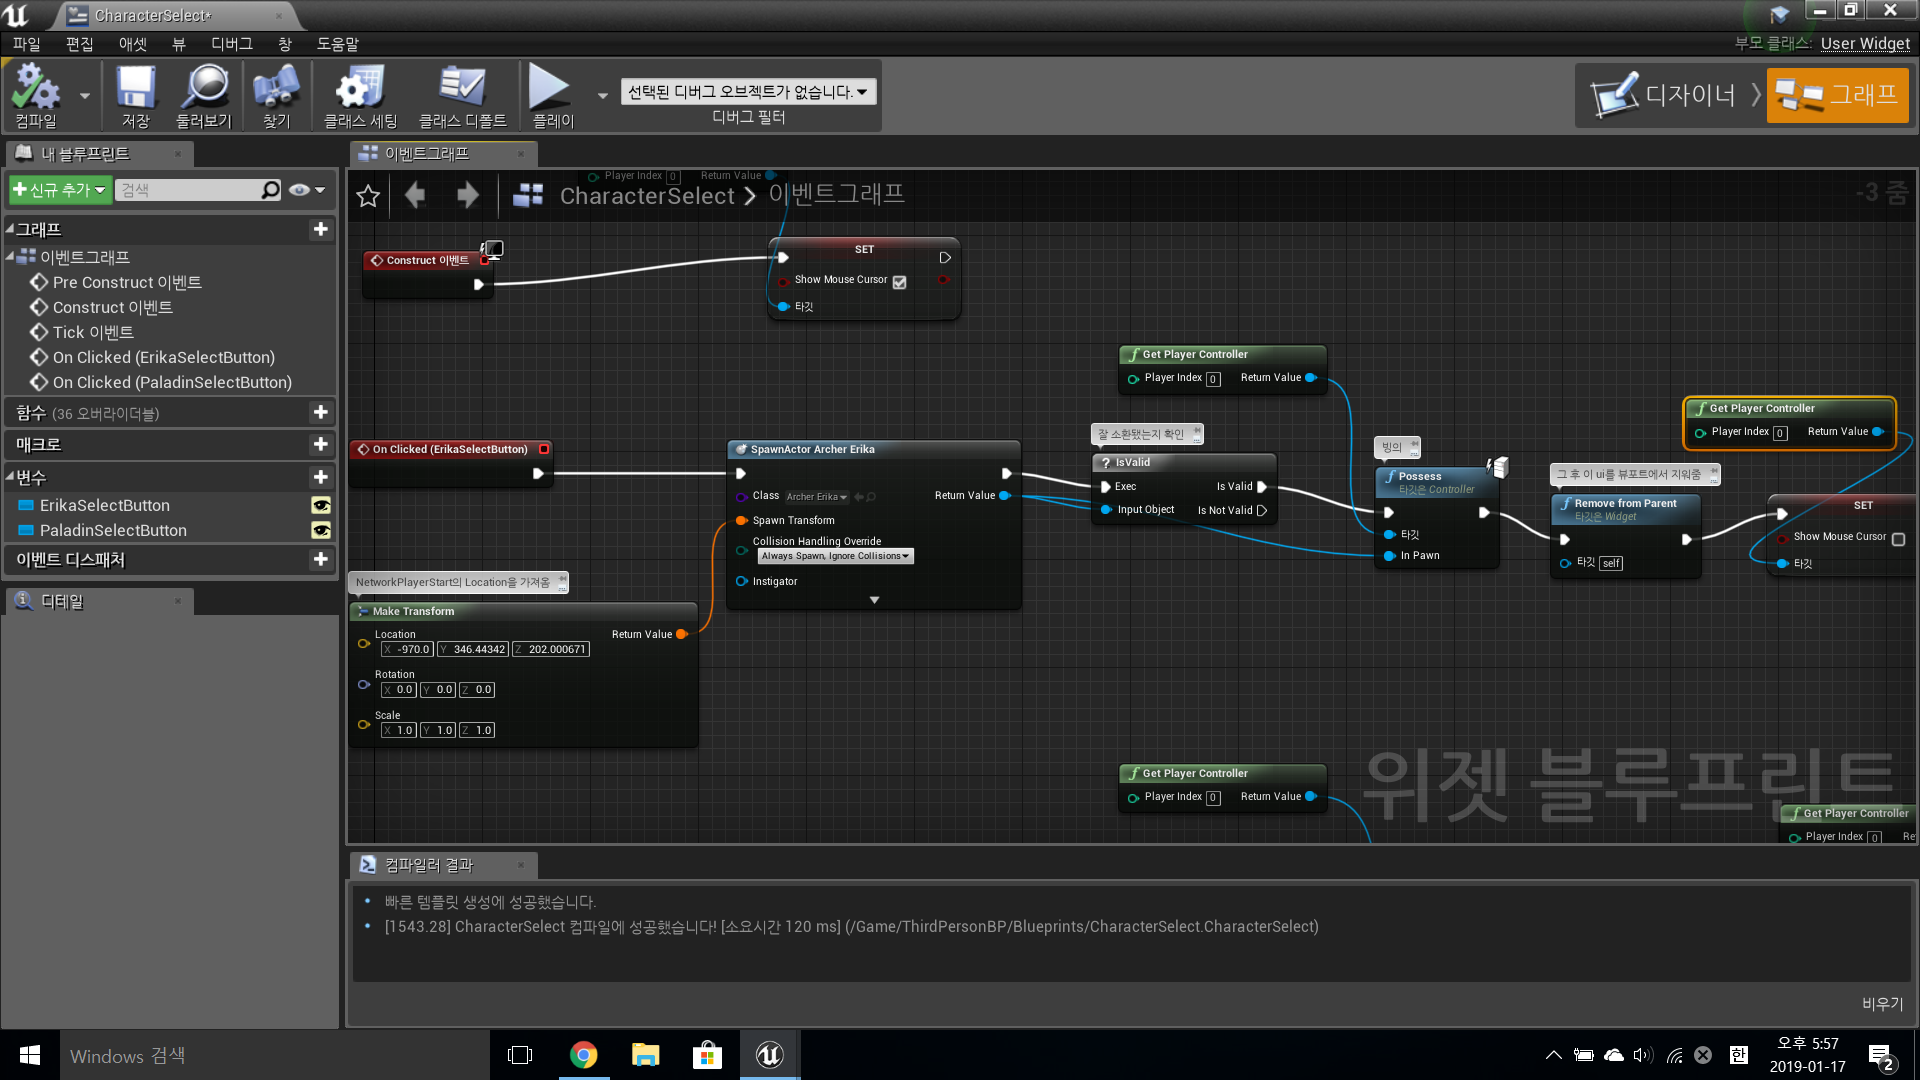 CharacterSelect*
파일 편집 애셋 뷰 디버그 창 도움말
부모 클래스: User Widget
컴파일 저장 둘러보기 찾기 클래스 세팅 클래스 디폴트 플레이
선택된 디버그 오브젝트가 없습니다.
디버그 필터
디자이너
그래프
내 블루프린트
신규 추가
검색
그래프
이벤트그래프
Pre Construct 이벤트
Construct 이벤트
Tick 이벤트
On Clicked (ErikaSelectButton)
On Clicked (PaladinSelectButton)
함수 (36 오버라이더블)
매크로
변수
ErikaSelectButton
PaladinSelectButton
이벤트 디스패처
디테일
이벤트그래프
Player Index 0 Return Value
CharacterSelect > 이벤트그래프
-3 줌
Construct 이벤트
SET
Show Mouse Cursor
타깃
Get Player Controller
Player Index 0 Return Value
Get Player Controller
Player Index 0 Return Value
On Clicked (ErikaSelectButton)
SpawnActor Archer Erika
Class Archer Erika
Return Value
Spawn Transform
Collision Handling Override
Always Spawn, Ignore Collisions
Instigator
잘 소환됐는지 확인
? IsValid
Exec Is Valid
Input Object Is Not Valid
빙의
Possess
타깃은 Controller
타깃
In Pawn
그 후 이 ui를 뷰포트에서 지워줌
Remove from Parent
타깃은 Widget
타깃 self
SET
Show Mouse Cursor
타깃
NetworkPlayerStart의 Location을 가져옴
Make Transform
Location Return Value
X -970.0 Y 346.44342 Z 202.000671
Rotation
X 0.0 Y 0.0 Z 0.0
Scale
X 1.0 Y 1.0 Z 1.0
Get Player Controller
Player Index 0 Return Value
위젯 블루프린트
Get Player Controller
Player Index 0 Re
컴파일러 결과
빠른 템플릿 생성에 성공했습니다.
[1543.28] CharacterSelect 컴파일에 성공했습니다! [소요시간 120 ms] (/Game/ThirdPersonBP/Blueprints/CharacterSelect.CharacterSelect)
비우기
Windows 검색
한
오후 5:57
2019-01-17
2